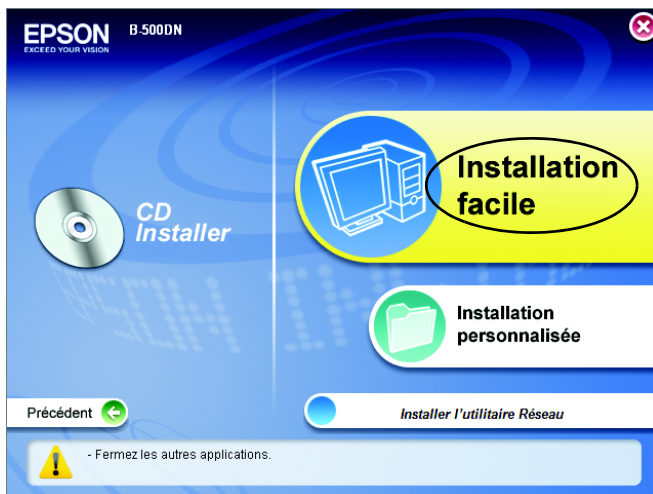 EPSON
EXCEED YOUR VISION
B-500DN
CD
Installer
Installation
facile
Installation
personnalisée
Précédent
Installer l'utilitaire Réseau
- Fermez les autres applications.